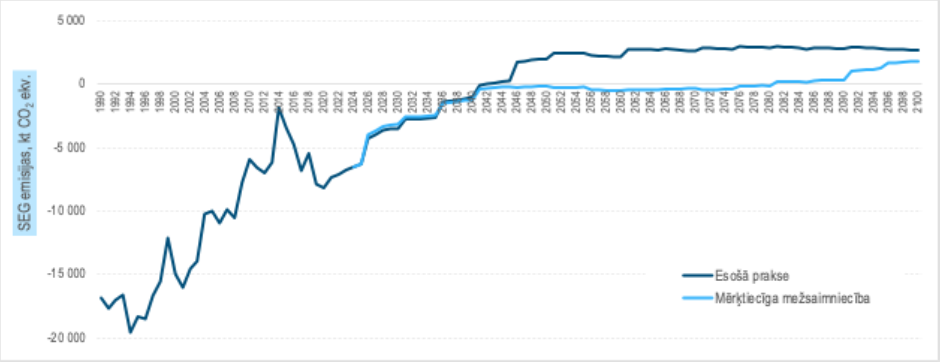 SEG emisijas, kt CO₂ ekv.
5 000
0
-5 000
-10 000
-15 000
-20 000
1990 1992 1994 1996 1998 2000 2002 2004 2006 2008 2010 2012 2014 2016 2018 2020 2022 2024 2026 2028 2030 2032 2034 2036 2038 2040 2042 2044 2046 2048 2050 2052 2054 2056 2058 2060 2062 2064 2066 2068 2070 2072 2074 2076 2078 2080 2082 2084 2086 2088 2090 2092 2094 2096 2098 2100
Esošā prakse
Mērķtiecīga mežsaimniecība